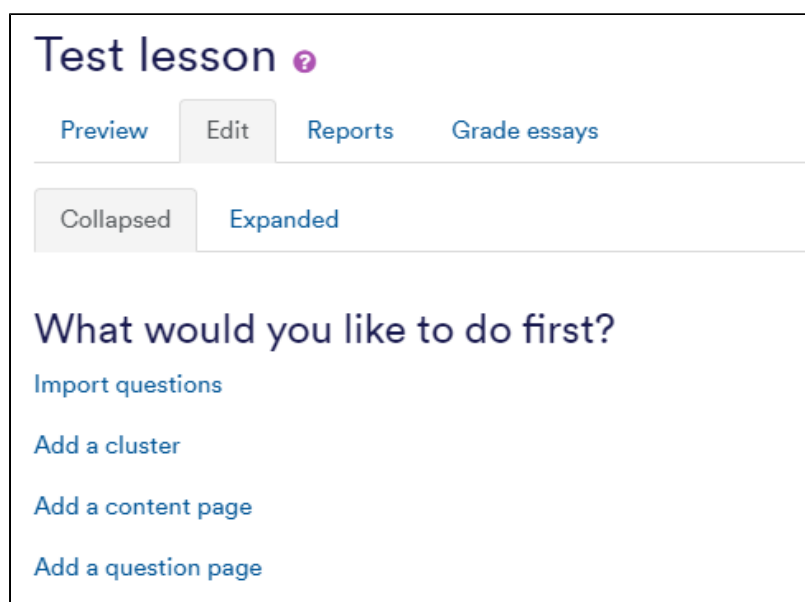 Test lesson ?
Preview Edit Reports Grade essays
Collapsed Expanded
What would you like to do first?
Import questions
Add a cluster
Add a content page
Add a question page